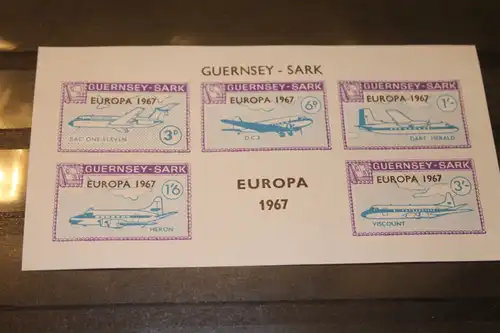 GUERNSEY - SARK
GUERNSEY-SARK
EUROPA 1967
3D
BAC ONE-ELEVEN
GUERNSEY-SARK
EUROPA 1967
6D
D.C.3
GUERNSEY-SARK
EUROPA 1967
1/-
DART HERALD
GUERNSEY-SARK
EUROPA 1967
1/6
HERON
EUROPA
1967
GUERNSEY-SARK
EUROPA 1967
3/-
VISCOUNT